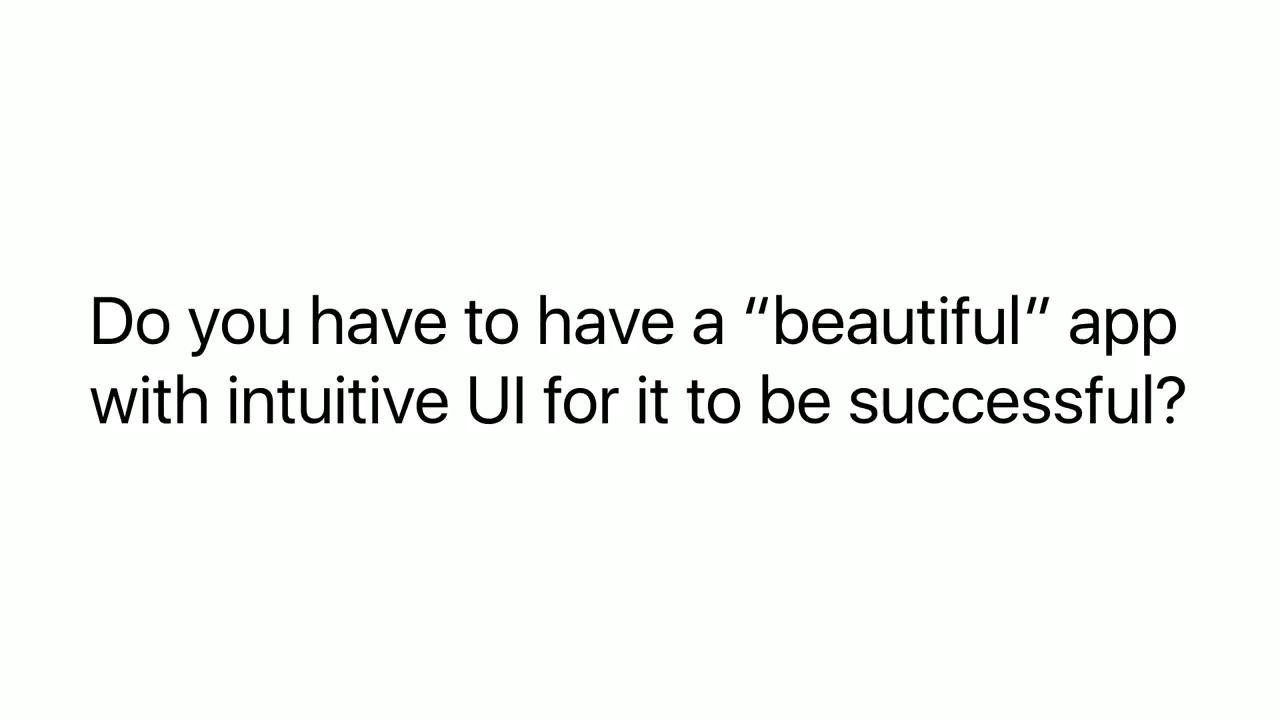 Do you have to have a “beautiful” app
with intuitive UI for it to be successful?